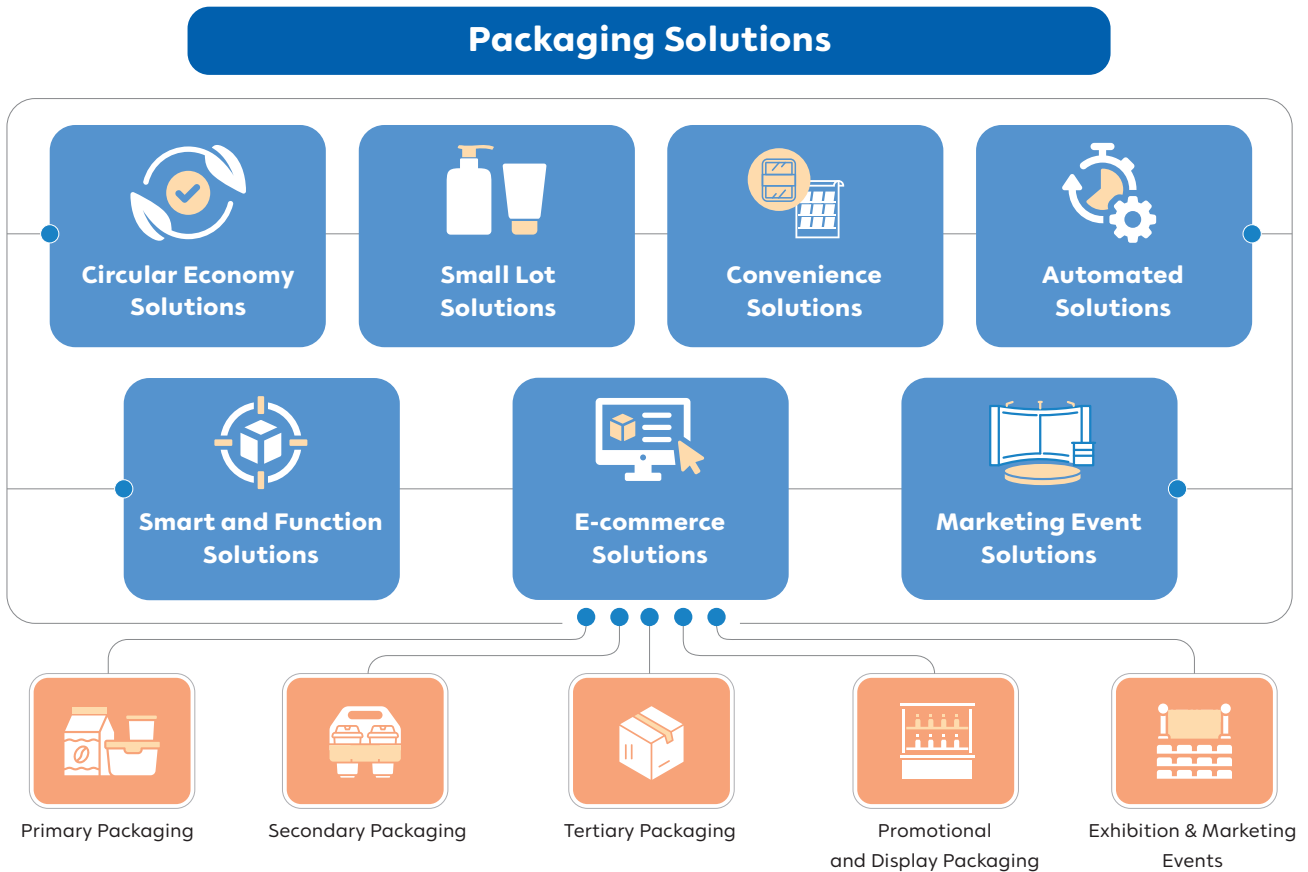 Packaging Solutions
Circular Economy
Solutions
Small Lot
Solutions
Convenience
Solutions
Automated
Solutions
Smart and Function
Solutions
E-commerce
Solutions
Marketing Event
Solutions
Primary Packaging
Secondary Packaging
Tertiary Packaging
Promotional
and Display Packaging
Exhibition & Marketing
Events